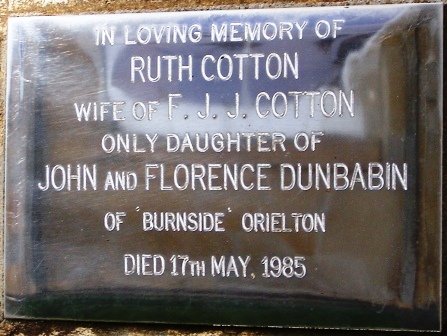 IN LOVING MEMORY OF
RUTH COTTON
WIFE OF F. J. J. COTTON
ONLY DAUGHTER OF
JOHN AND FLORENCE DUNBABIN
OF 'BURNSIDE' ORIELTON
DIED 17TH MAY, 1985